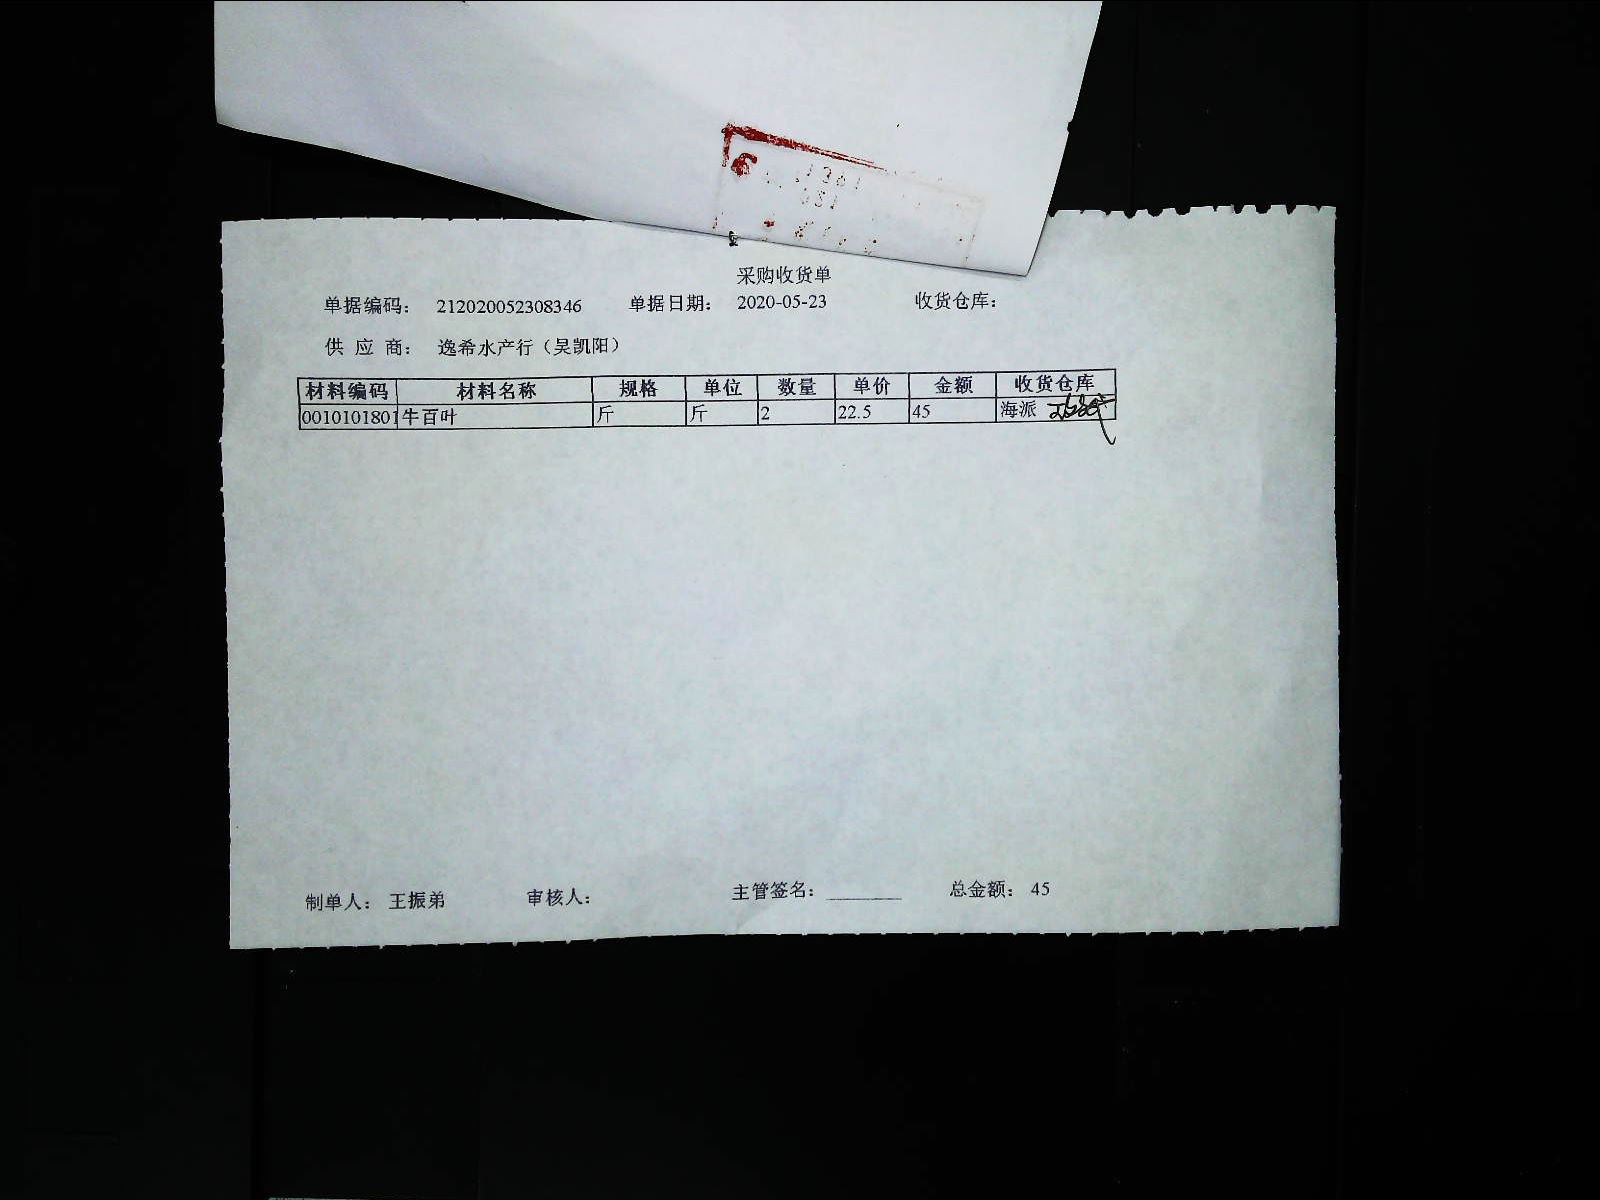 采购收货单
单据编码： 212020052308346 单据日期： 2020-05-23 收货仓库：
供 应 商： 逸希水产行（吴凯阳）
材料编码 材料名称 规格 单位 数量 单价 金额 收货仓库
0010101801 牛百叶 斤 斤 2 22.5 45 海派
制单人： 王振弟 审核人： 主管签名： 总金额： 45